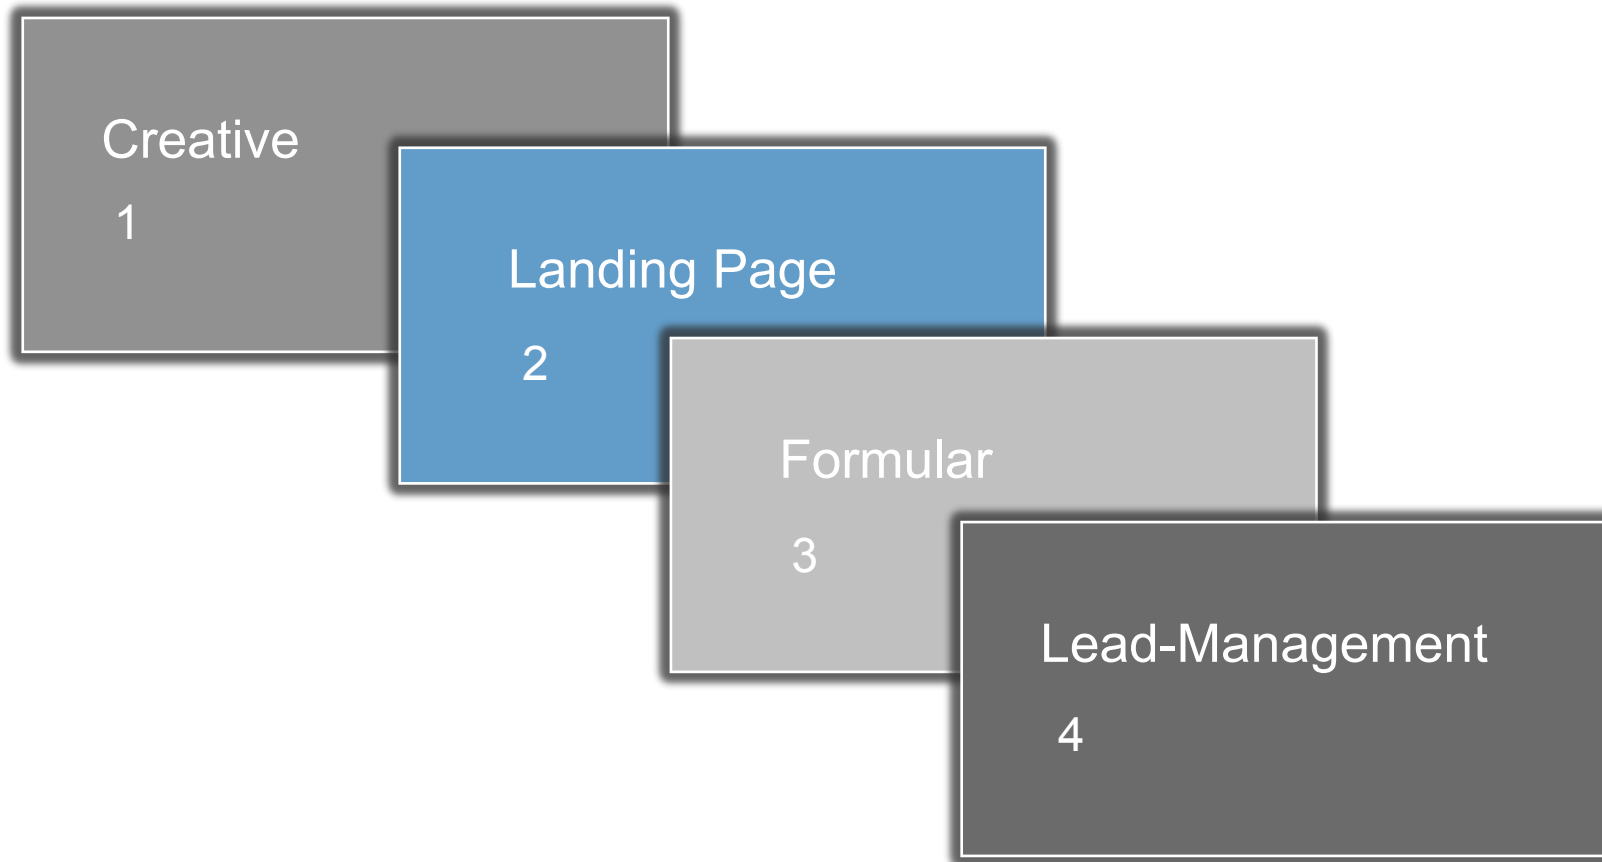 Creative
1
Landing Page
2
Formular
3
Lead-Management
4